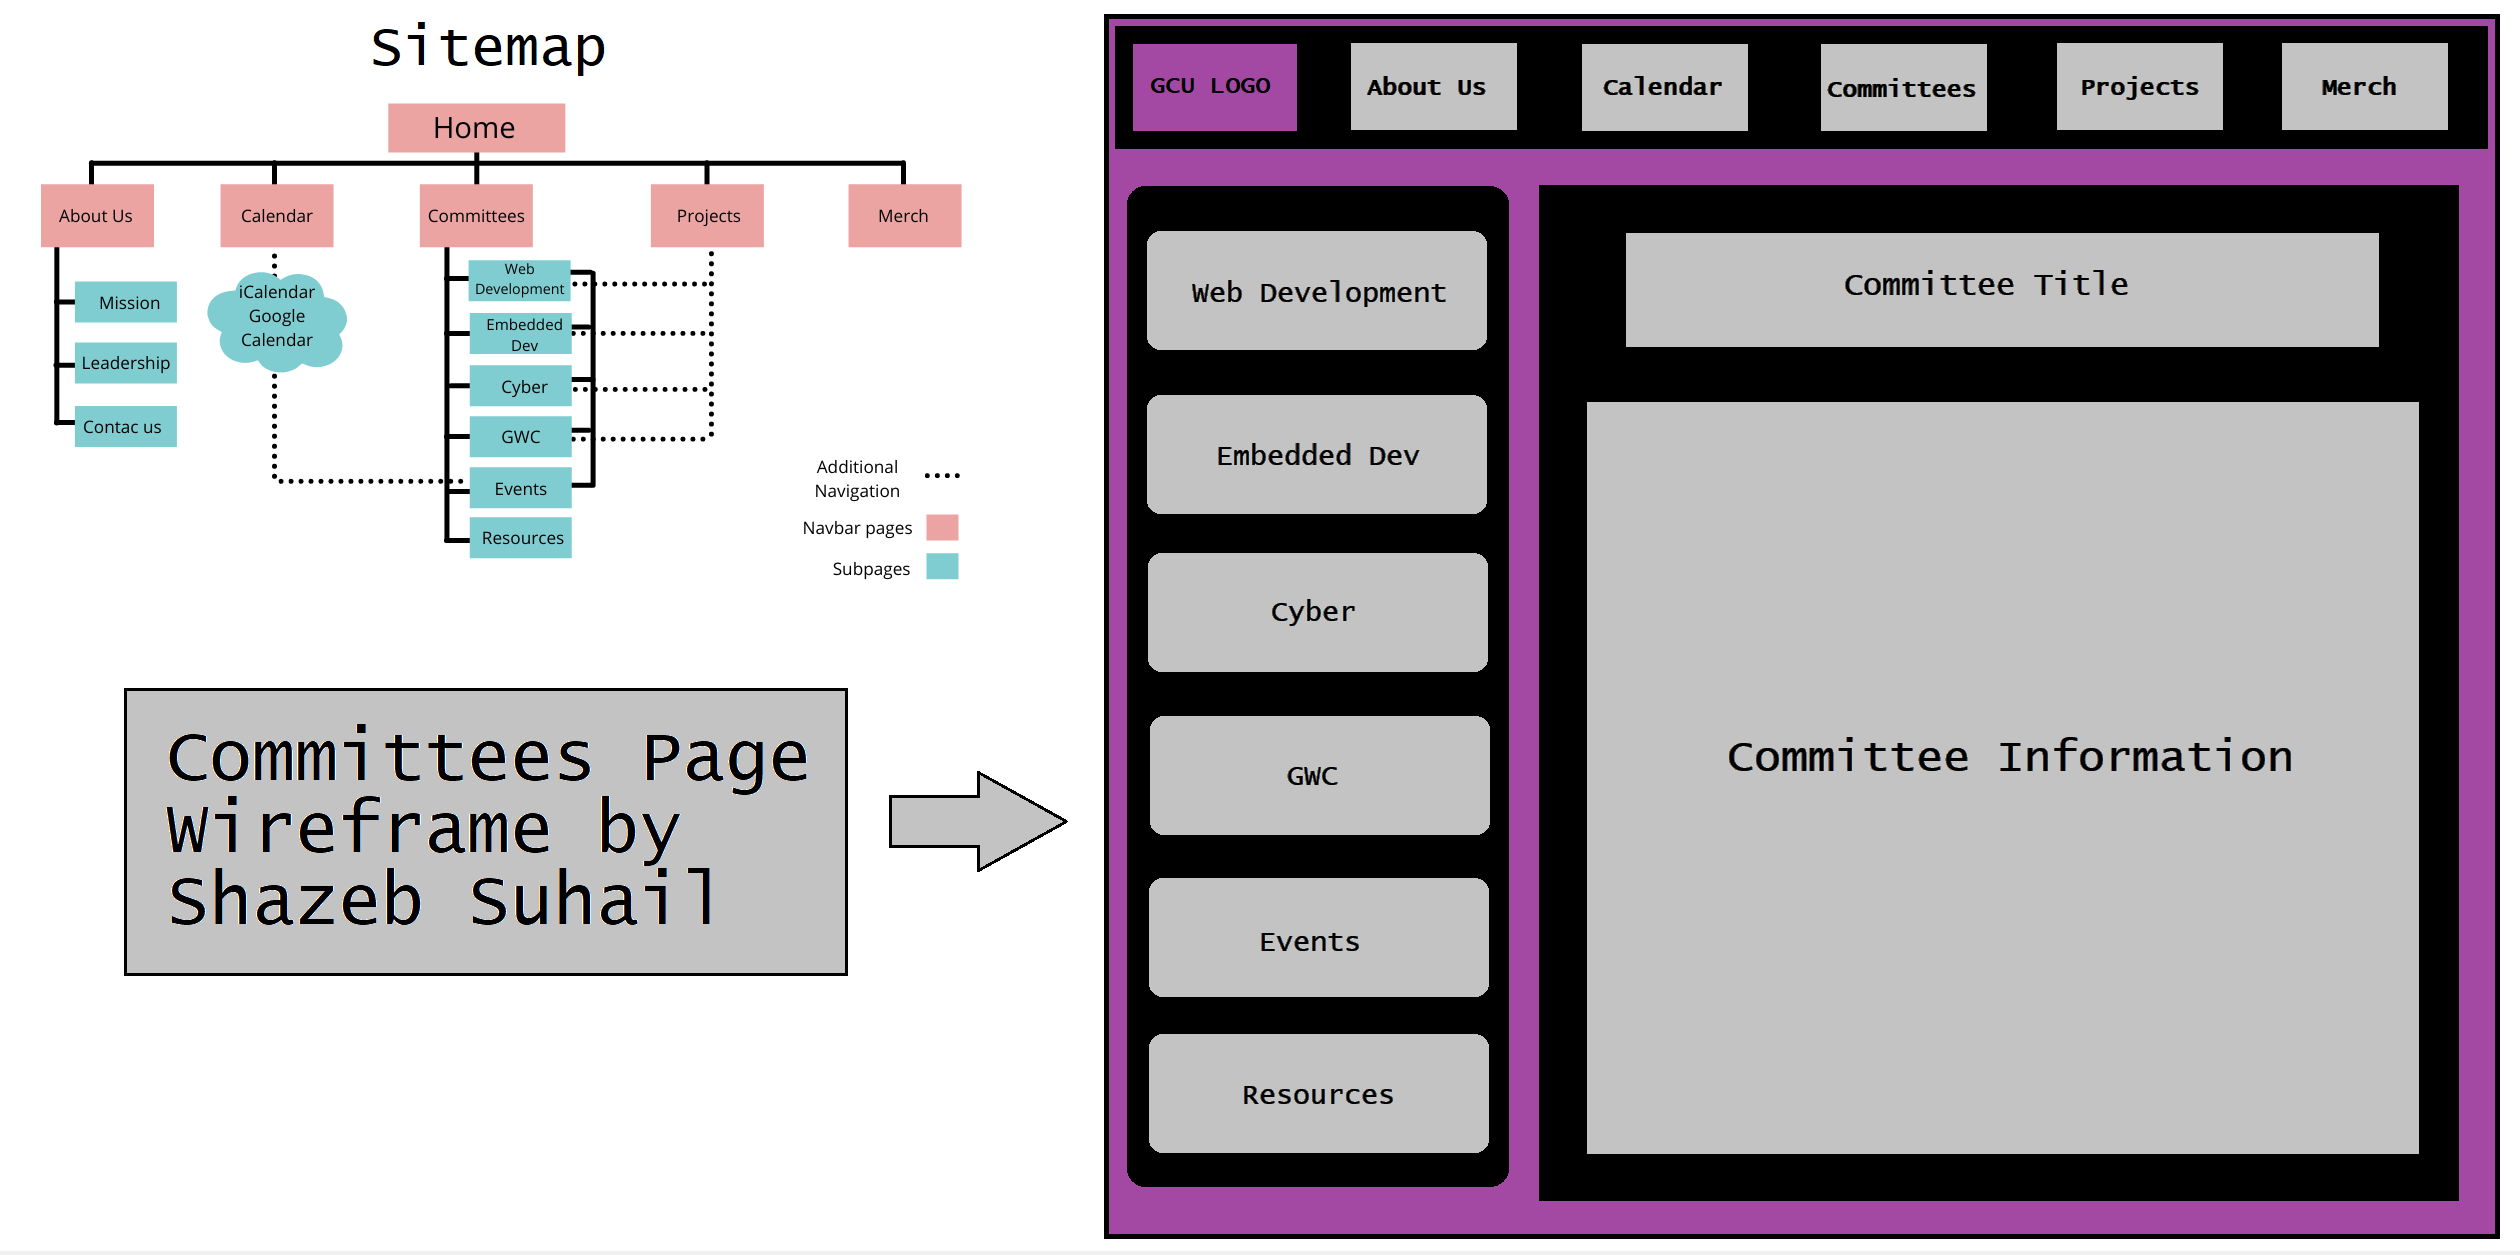 Sitemap
Home
About Us
Calendar
Committees
Projects
Merch
Mission
Leadership
Contac us
iCalendar
Google
Calendar
Web
Development
Embedded
Dev
Cyber
GWC
Events
Resources
Additional
Navigation
Navbar pages
Subpages
Committees Page
Wireframe by
Shazeb Suhail
GCU LOGO
About Us
Calendar
Committees
Projects
Merch
Web Development
Embedded Dev
Cyber
GWC
Events
Resources
Committee Title
Committee Information